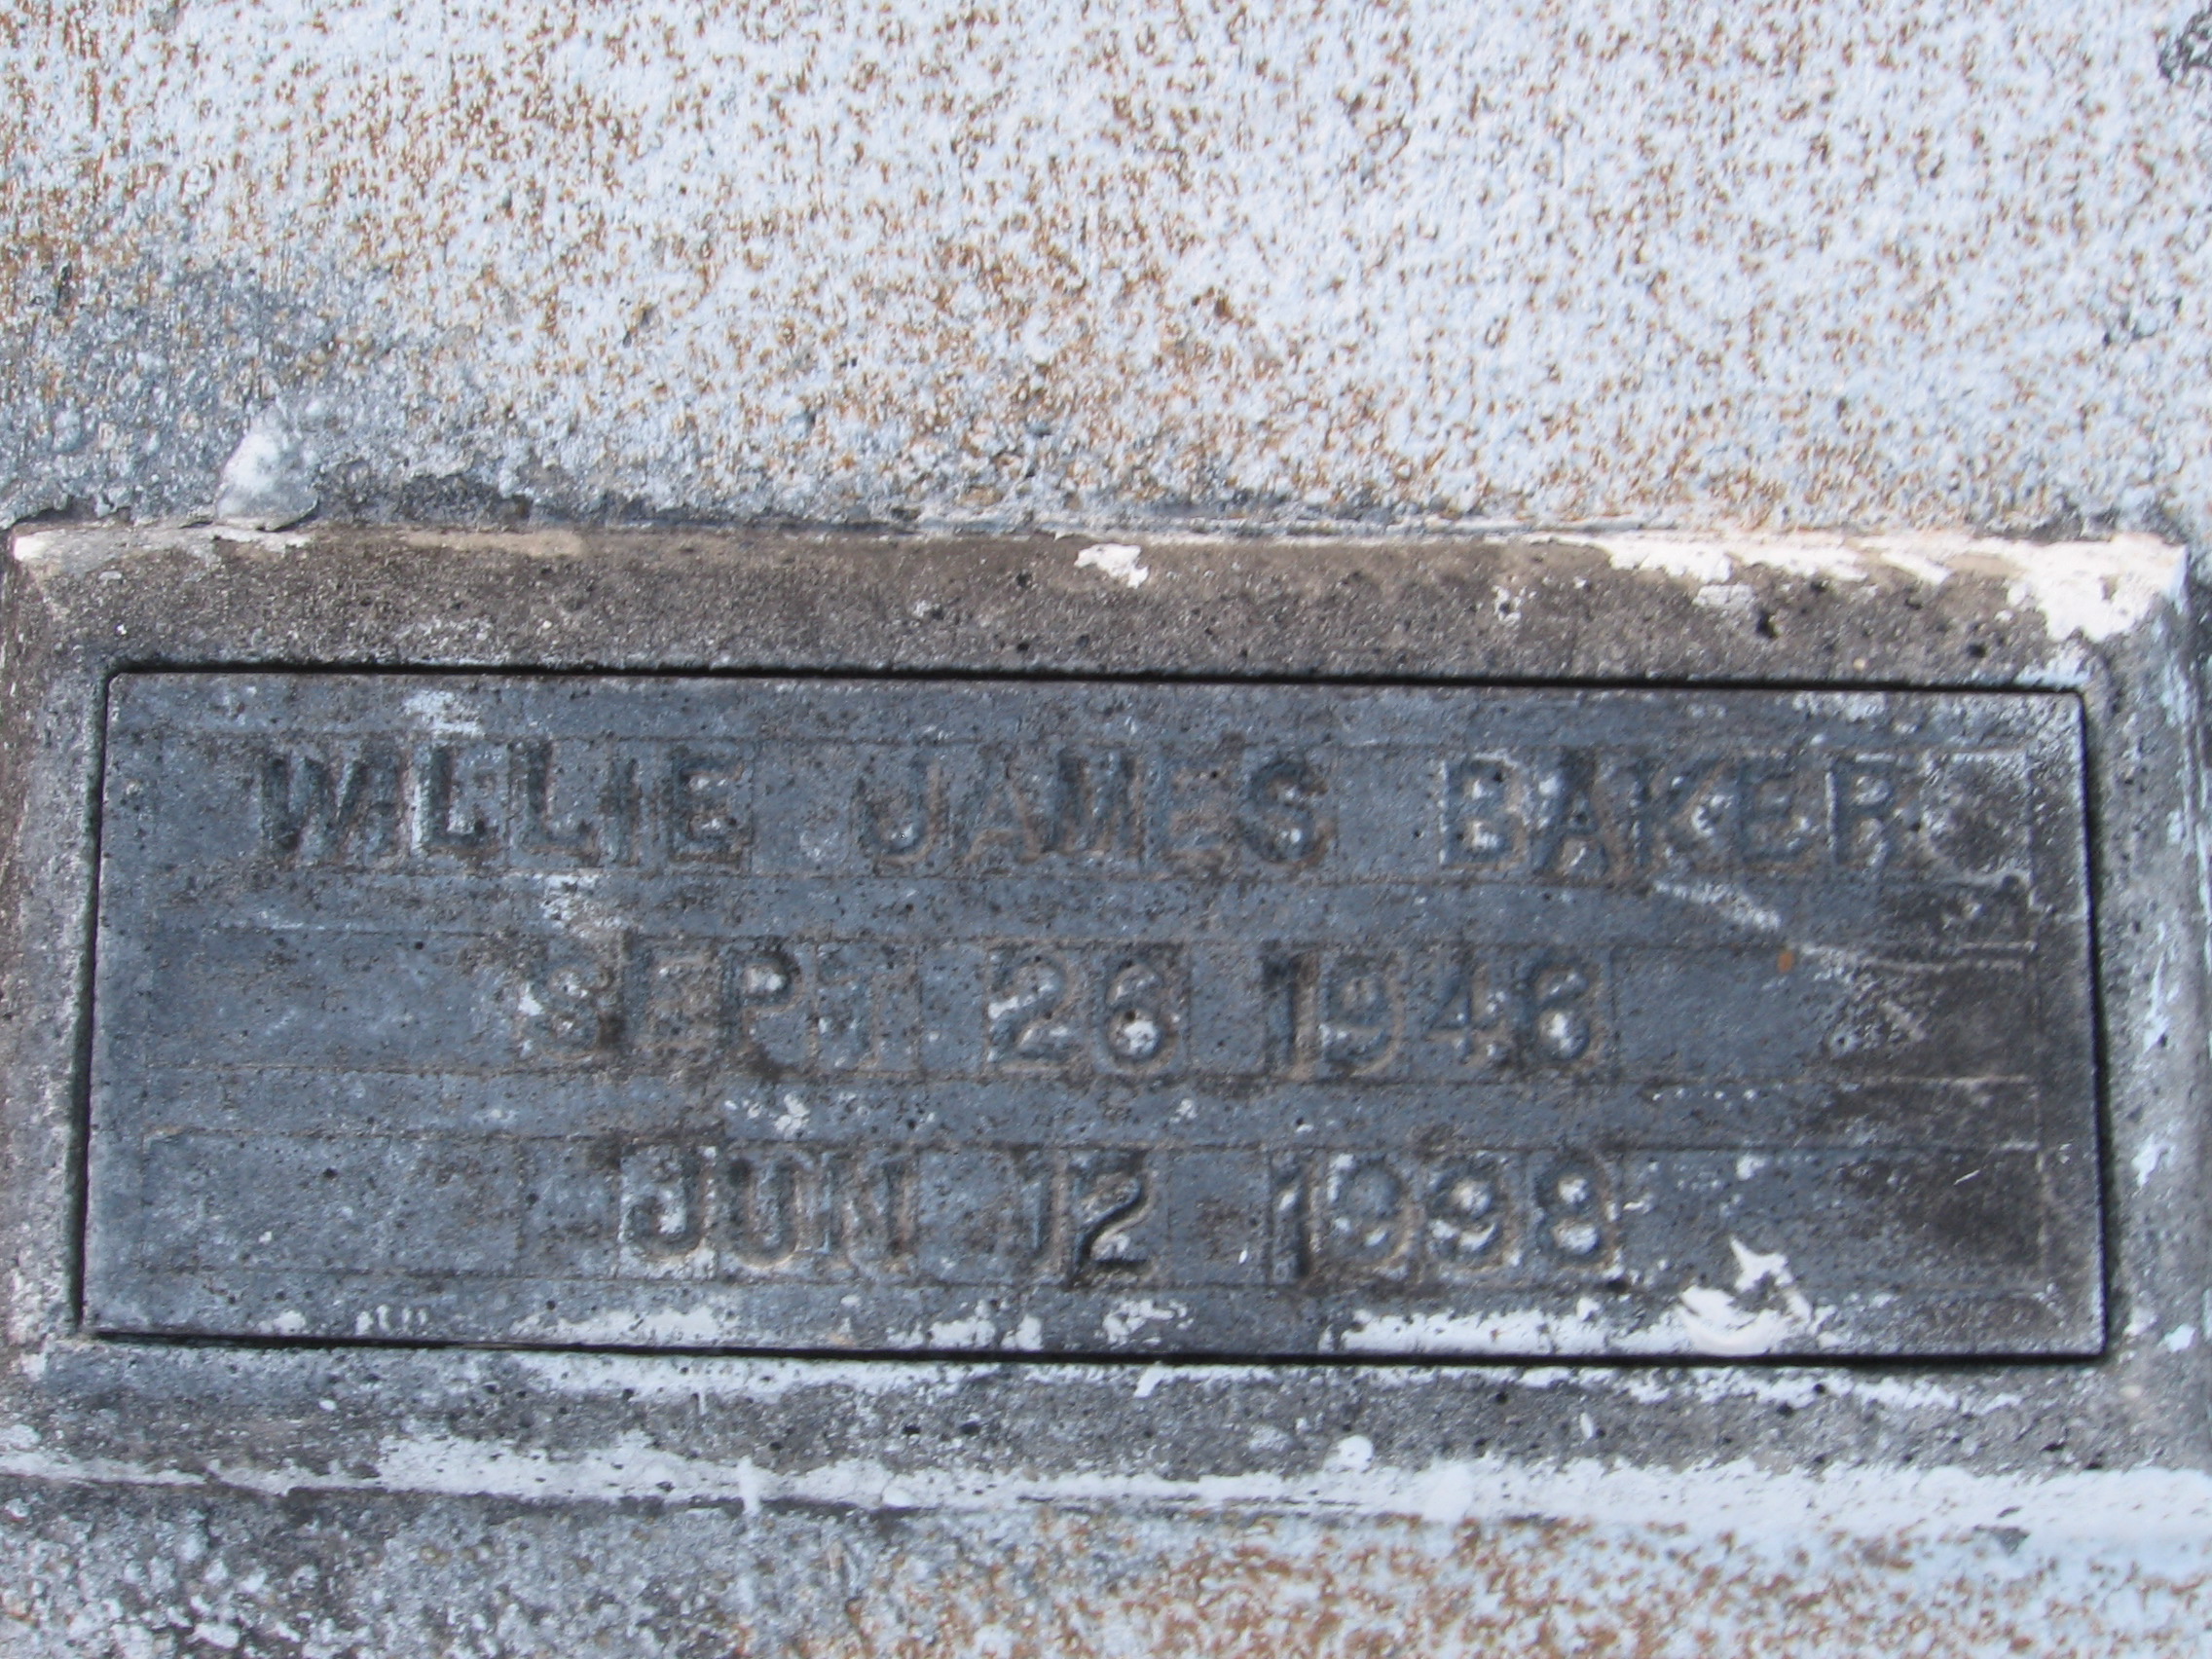 WILLIE JAMES BAKER
SEPT 26 1946
JUN 12 1998